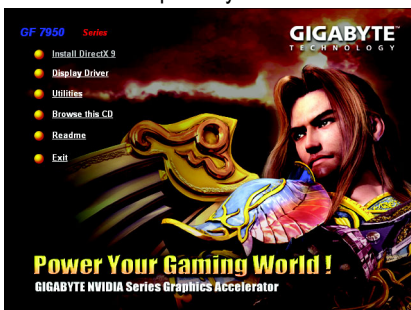 GF 7950 Series
GIGABYTE™
TECHNOLOGY
Install DirectX 9
Display Driver
Utilities
Browse this CD
Readme
Exit
Power Your Gaming World !
GIGABYTE NVIDIA Series Graphics Accelerator